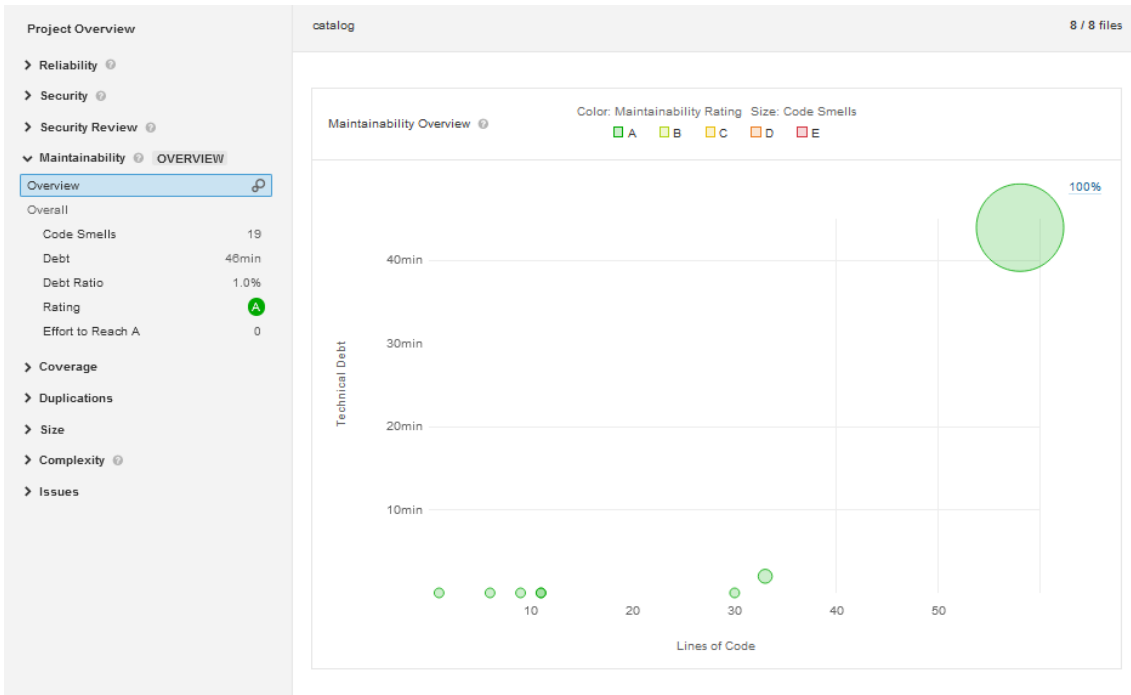 Project Overview
Reliability
Security
Security Review
Maintainability OVERVIEW
Overview
Overall
Code Smells 19
Debt 46min
Debt Ratio 1.0%
Rating A
Effort to Reach A 0
Coverage
Duplications
Size
Complexity
Issues
catalog 8 / 8 files
Maintainability Overview
Color: Maintainability Rating Size: Code Smells
A B C D E
100%
40min
30min
20min
10min
Technical Debt
10 20 30 40 50
Lines of Code